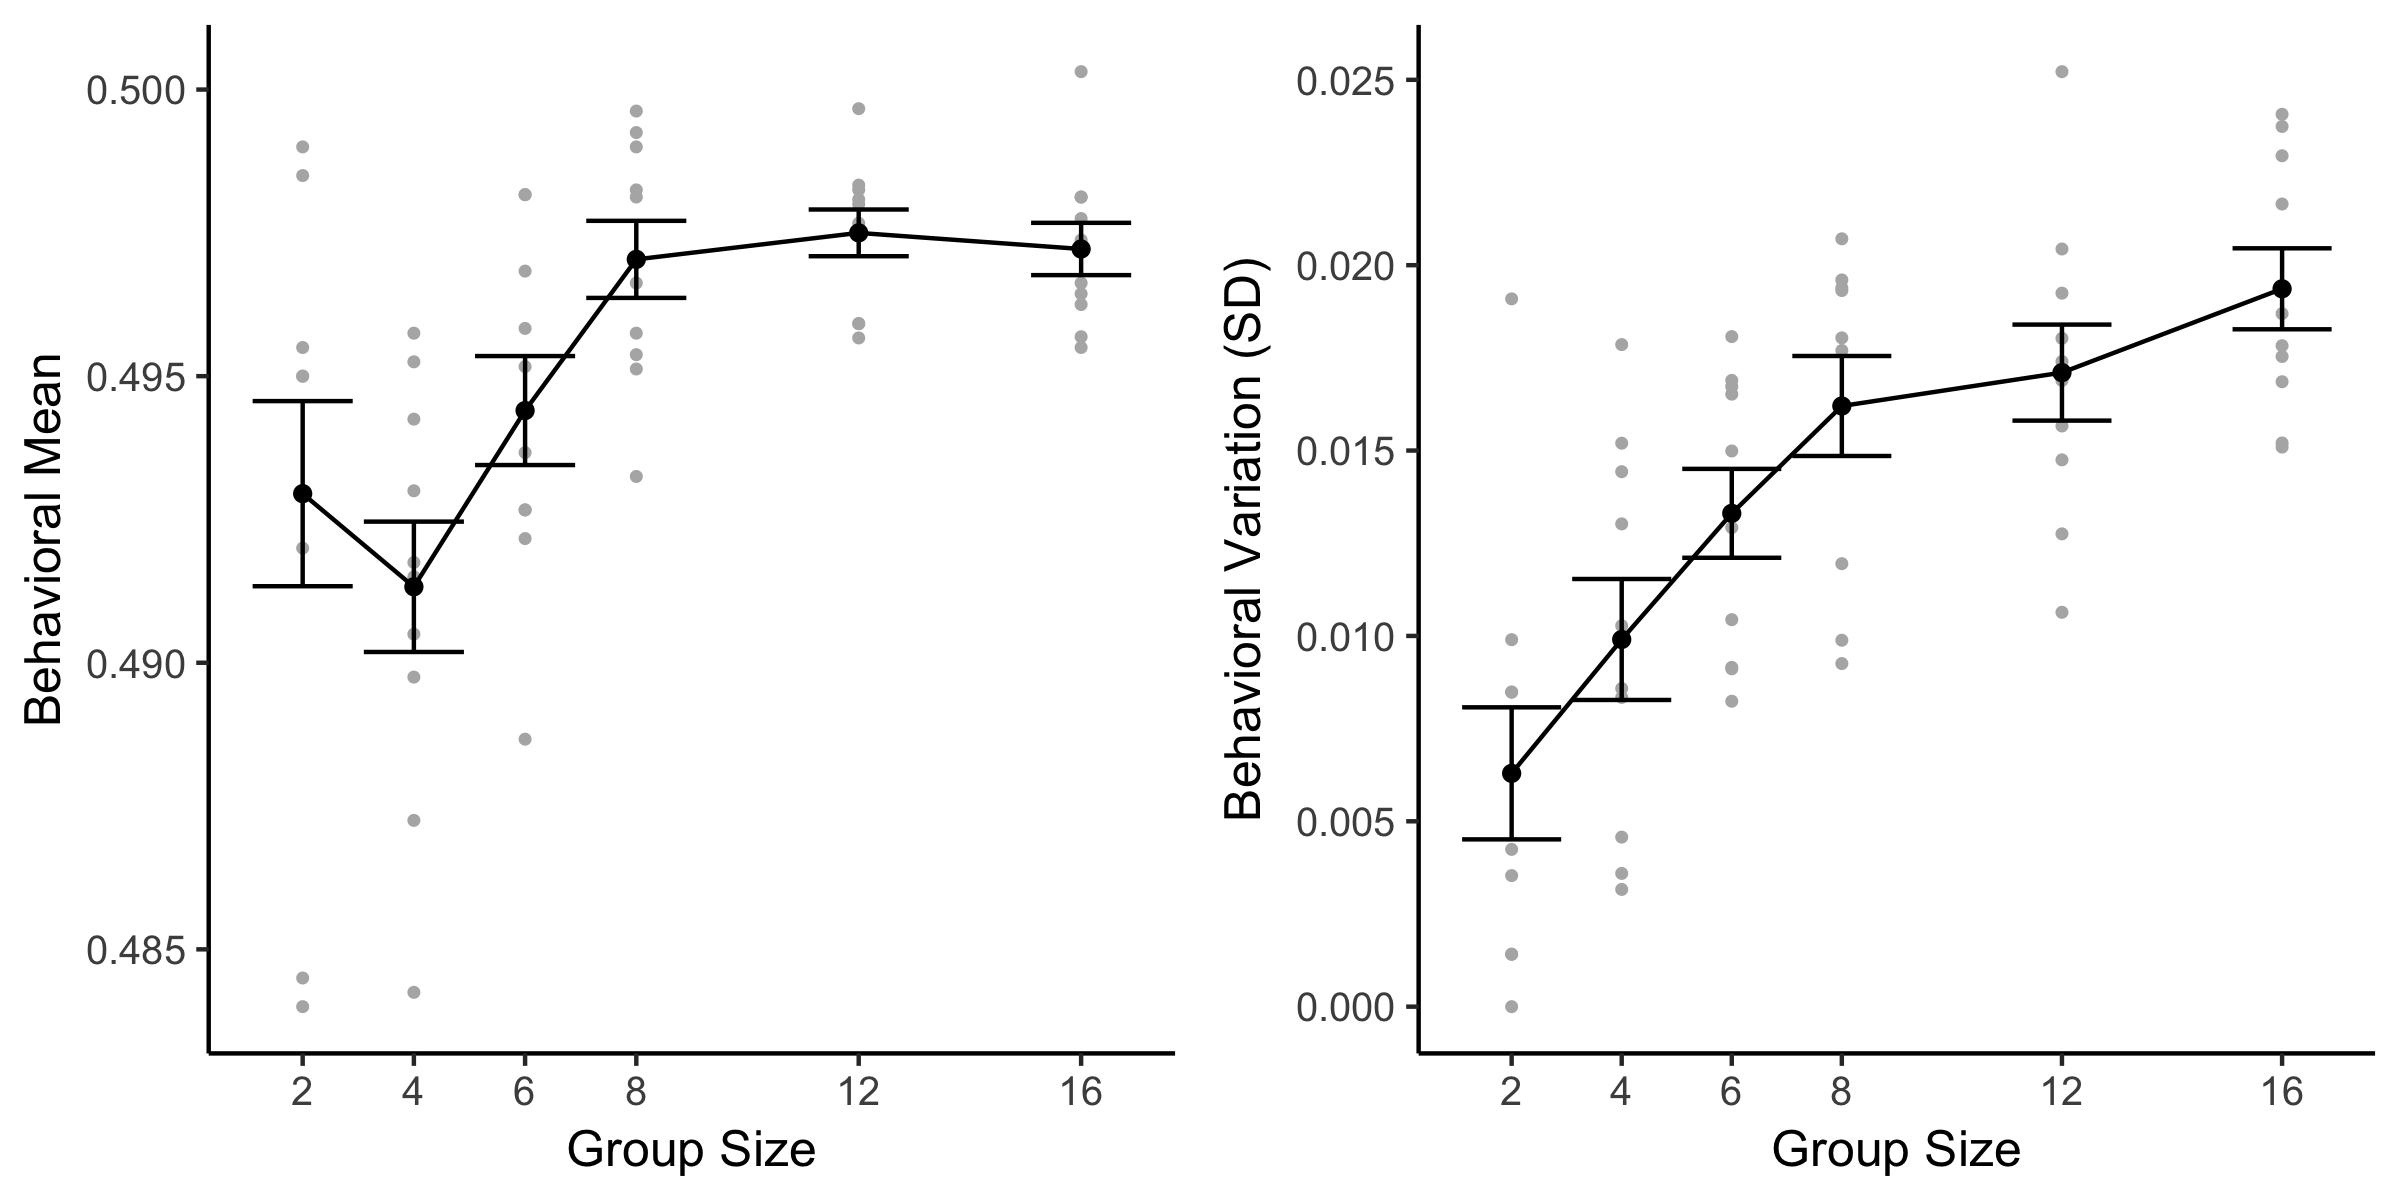 Behavioral Mean
0.500
0.495
0.490
0.485
2 4 6 8 12 16
Group Size
Behavioral Variation (SD)
0.025
0.020
0.015
0.010
0.005
0.000
2 4 6 8 12 16
Group Size